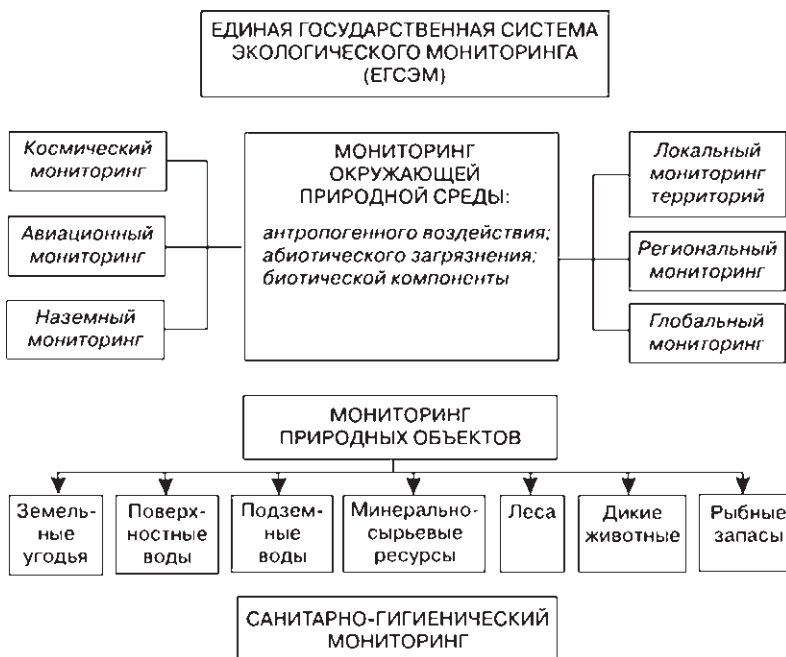 ЕДИНАЯ ГОСУДАРСТВЕННАЯ СИСТЕМА
ЭКОЛОГИЧЕСКОГО МОНИТОРИНГА
(ЕГСЭМ)
Космический
мониторинг
Авиационный
мониторинг
Наземный
мониторинг
МОНИТОРИНГ
ОКРУЖАЮЩЕЙ
ПРИРОДНОЙ СРЕДЫ:
антропогенного воздействия;
абиотического загрязнения;
биотической компоненты
Локальный
мониторинг
территорий
Региональный
мониторинг
Глобальный
мониторинг
МОНИТОРИНГ
ПРИРОДНЫХ ОБЪЕКТОВ
Земель-
ные
угодья
Поверх-
ностные
воды
Подзем-
ные
воды
Минерально-
сырьевые
ресурсы
Леса
Дикие
животные
Рыбные
запасы
САНИТАРНО-ГИГИЕНИЧЕСКИЙ
МОНИТОРИНГ